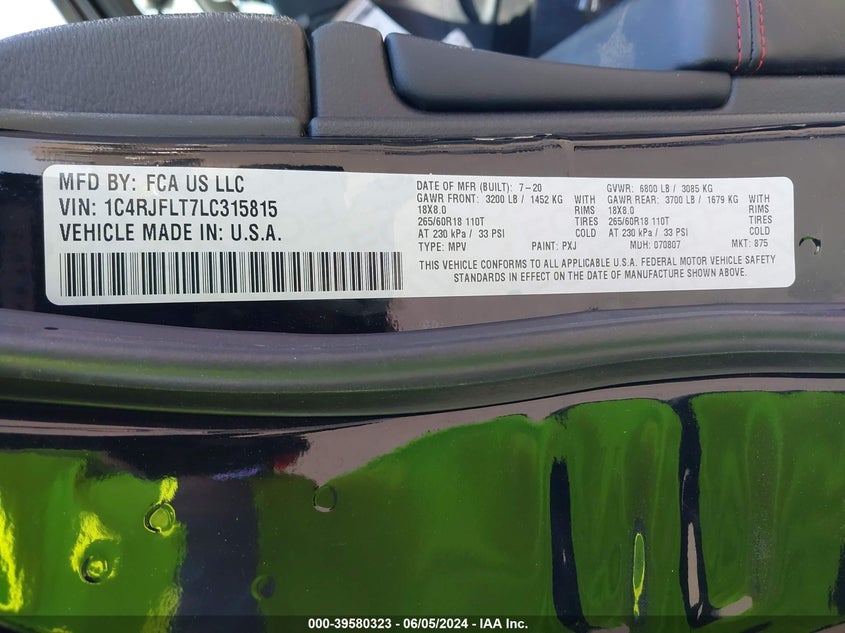 MFD BY: FCA US LLC
VIN: 1C4RJFLT7LC315815
VEHICLE MADE IN: U.S.A.
DATE OF MFR (BUILT): 7-20 GVWR: 6800 LB / 3085 KG
GAWR FRONT: 3200 LB / 1452 KG WITH GAWR REAR: 3700 LB / 1679 KG WITH
18X8.0 RIMS 18X8.0 RIMS
265/60R18 110T TIRES 265/60R18 110T TIRES
AT 230 kPa / 33 PSI COLD AT 230 kPa / 33 PSI COLD
TYPE: MPV PAINT: PXJ MUH: 070807 MKT: 875
THIS VEHICLE CONFORMS TO ALL APPLICABLE U.S.A. FEDERAL MOTOR VEHICLE SAFETY
STANDARDS IN EFFECT ON THE DATE OF MANUFACTURE SHOWN ABOVE.
000-39580323 - 06/05/2024 - IAA Inc.